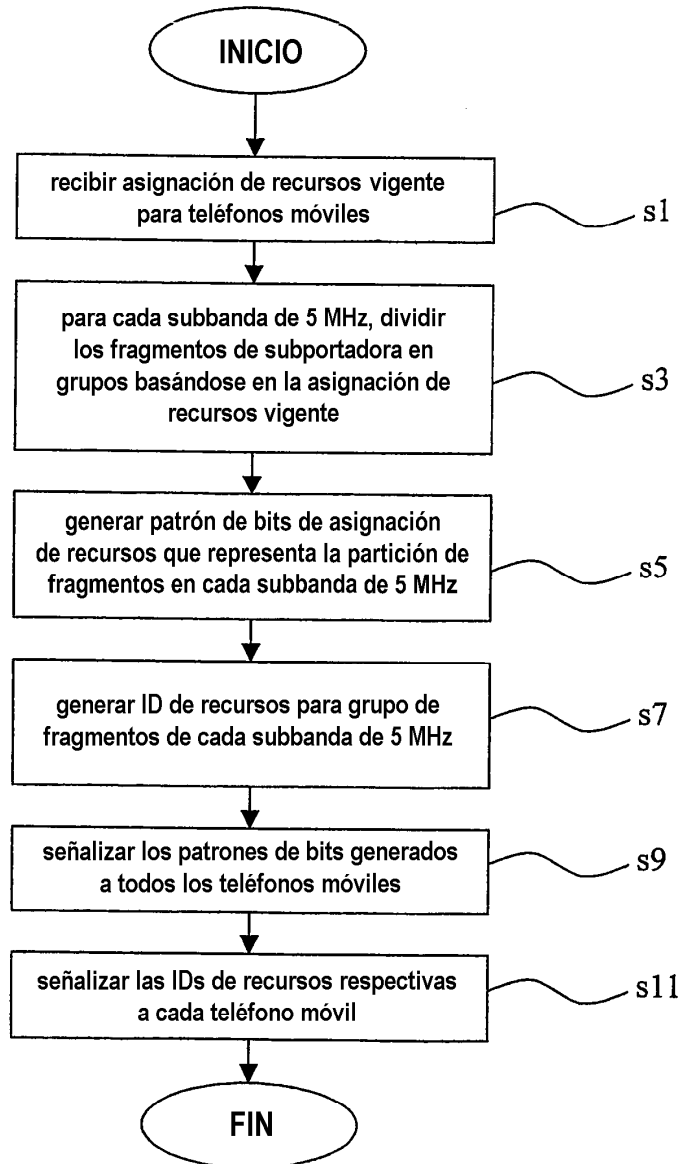 INICIO
recibir asignación de recursos vigente
para teléfonos móviles
s1
para cada subbanda de 5 MHz, dividir
los fragmentos de subportadora en
grupos basándose en la asignación de
recursos vigente
s3
generar patrón de bits de asignación
de recursos que representa la partición de
fragmentos en cada subbanda de 5 MHz
s5
generar ID de recursos para grupo de
fragmentos de cada subbanda de 5 MHz
s7
señalizar los patrones de bits generados
a todos los teléfonos móviles
s9
señalizar las IDs de recursos respectivas
a cada teléfono móvil
s11
FIN